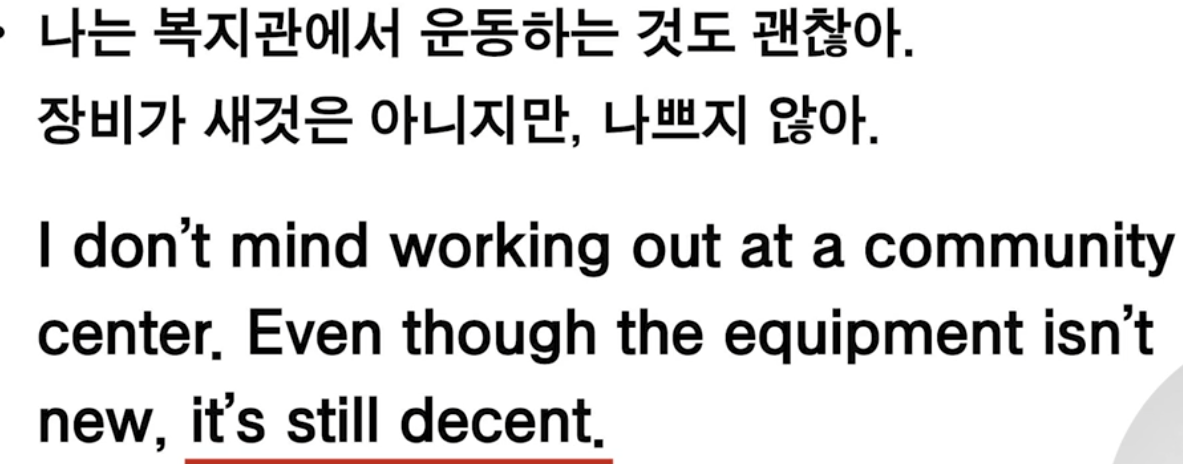 • 나는 복지관에서 운동하는 것도 괜찮아.
장비가 새것은 아니지만, 나쁘지 않아.
I don't mind working out at a community
center. Even though the equipment isn't
new, it's still decent.